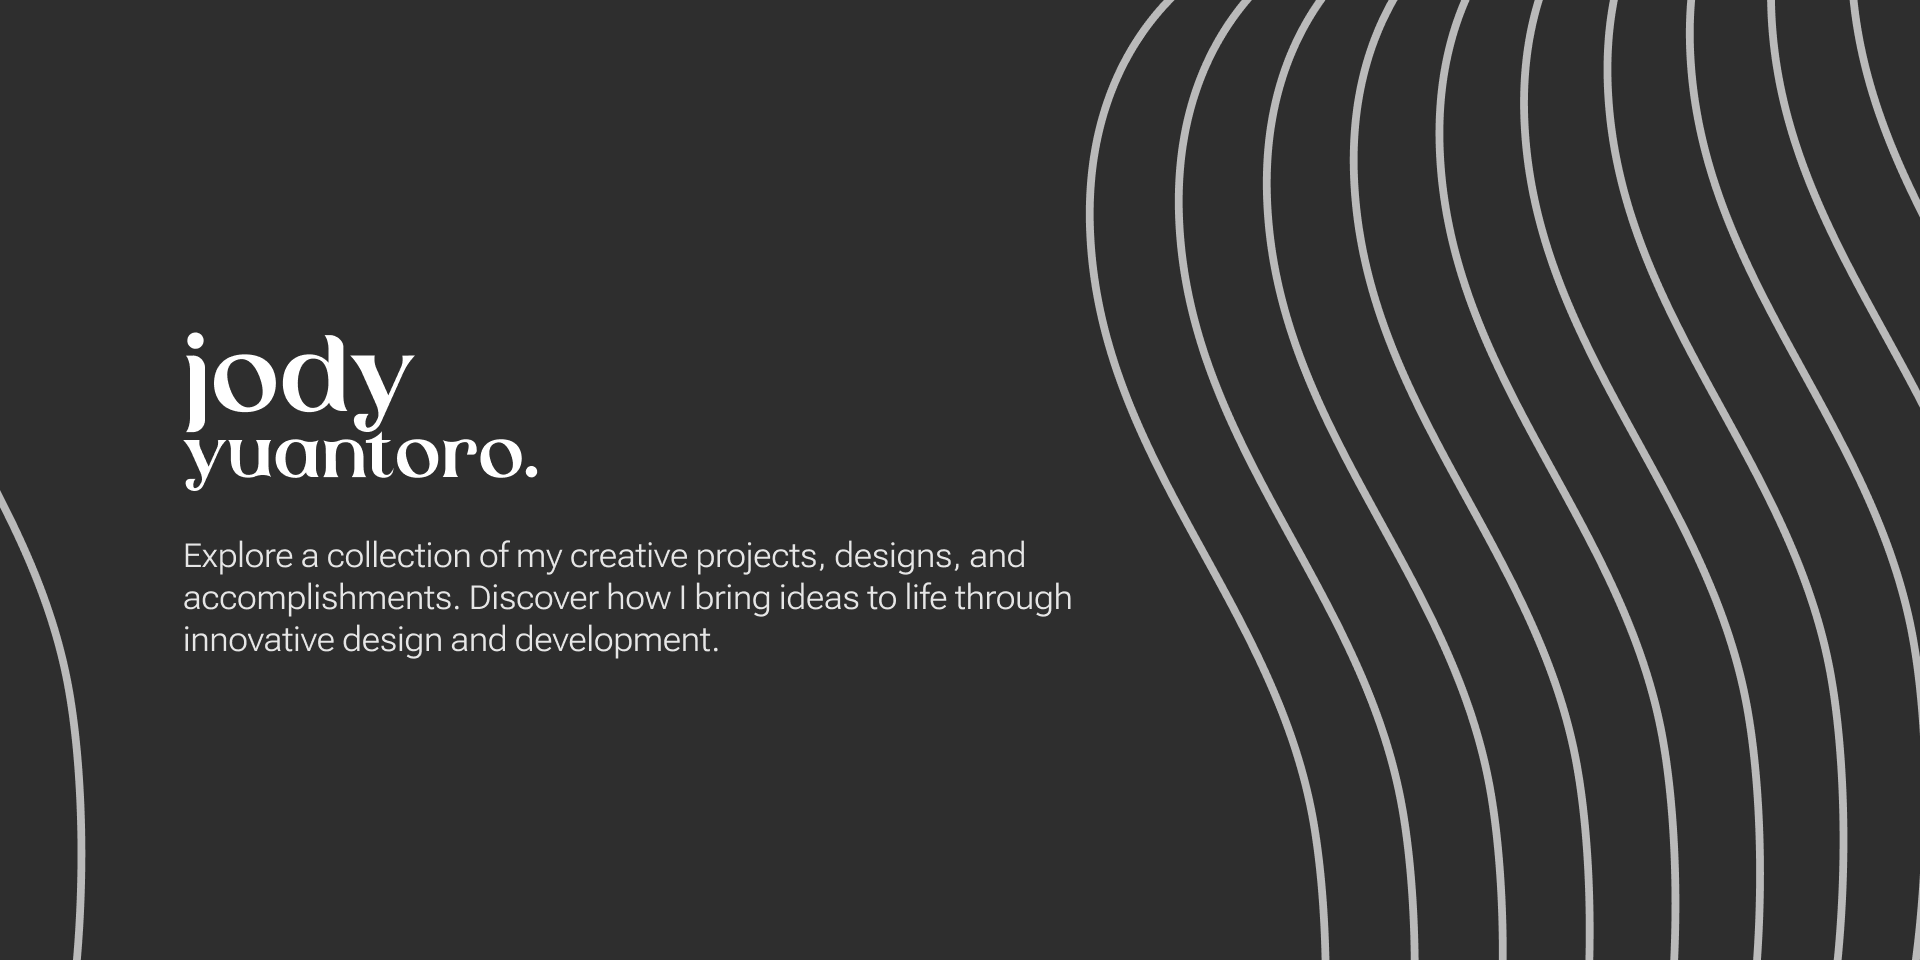 jody
yuantoro.
Explore a collection of my creative projects, designs, and
accomplishments. Discover how I bring ideas to life through
innovative design and development.